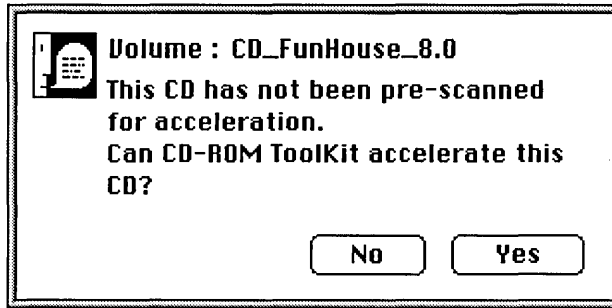 Volume : CD_FunHouse_8.0
This CD has not been pre-scanned
for acceleration.
Can CD-ROM ToolKit accelerate this
CD?
No Yes